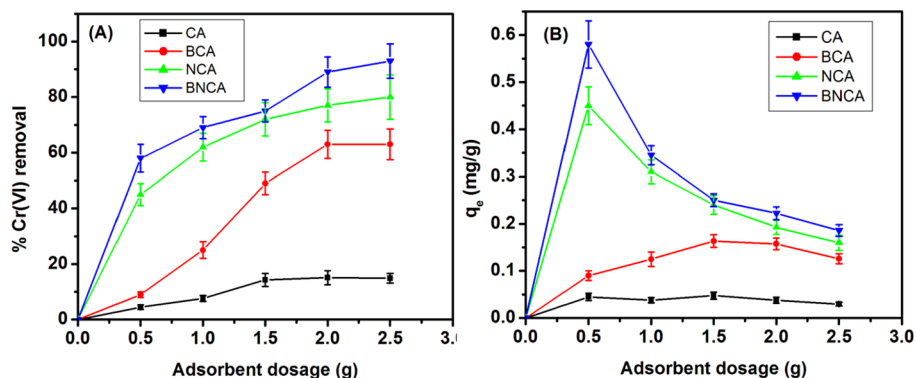 (A)
CA
BCA
NCA
BNCA
% Cr(VI) removal
100
80
60
40
20
0
0.0 0.5 1.0 1.5 2.0 2.5 3.0
Adsorbent dosage (g)
(B)
CA
BCA
NCA
BNCA
qe (mg/g)
0.6
0.5
0.4
0.3
0.2
0.1
0.0
0.0 0.5 1.0 1.5 2.0 2.5 3.0
Adsorbent dosage (g)